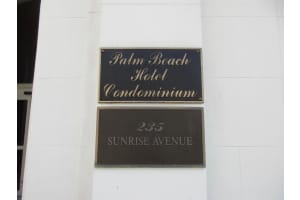 Palm Beach
Hotel
Condominium
235
SUNRISE AVENUE